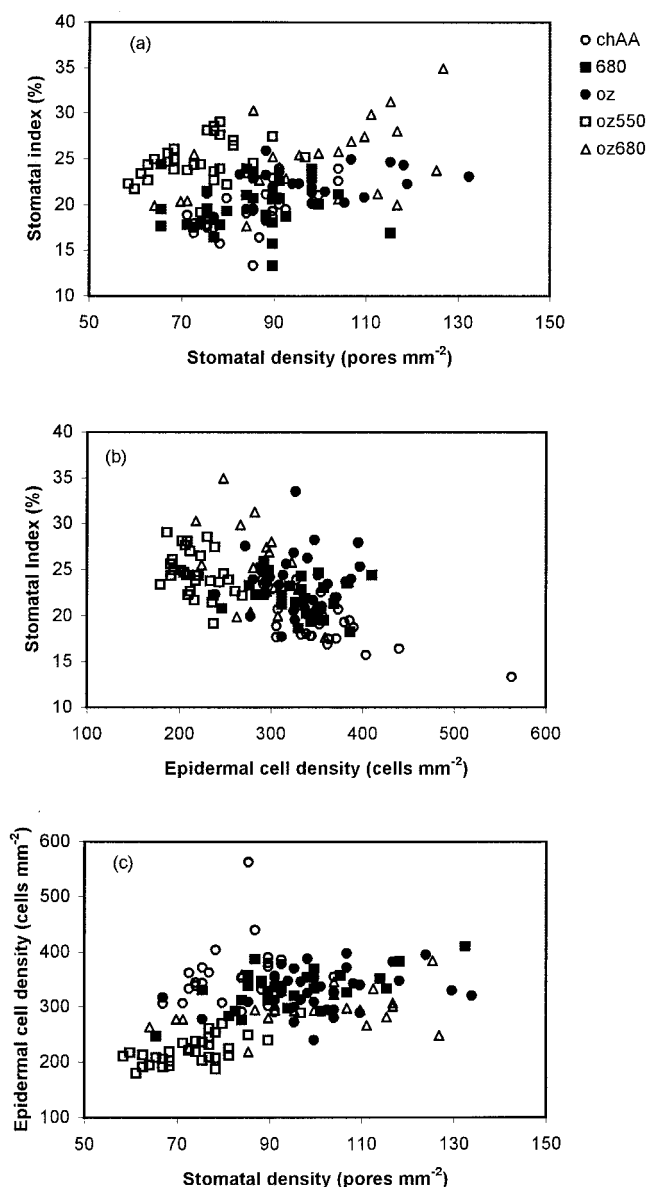 (a)
40
35
30
25
20
15
10
Stomatal index (%)
50 70 90 110 130 150
Stomatal density (pores mm⁻²)
chAA
680
oz
oz550
oz680
(b)
40
35
30
25
20
15
10
Stomatal Index (%)
100 200 300 400 500 600
Epidermal cell density (cells mm⁻²)
(c)
600
500
400
300
200
100
Epidermal cell density (cells mm⁻²)
50 70 90 110 130 150
Stomatal density (pores mm⁻²)